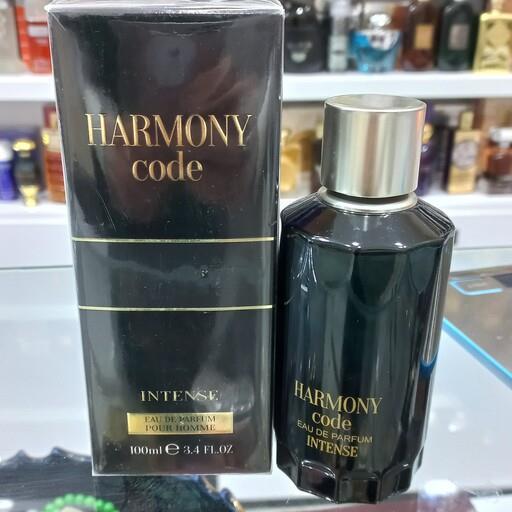 HARMONY
code
INTENSE
EAU DE PARFUM
POUR HOMME
100ml e 3.4 FL.OZ
HARMONY
code
EAU DE PARFUM
INTENSE